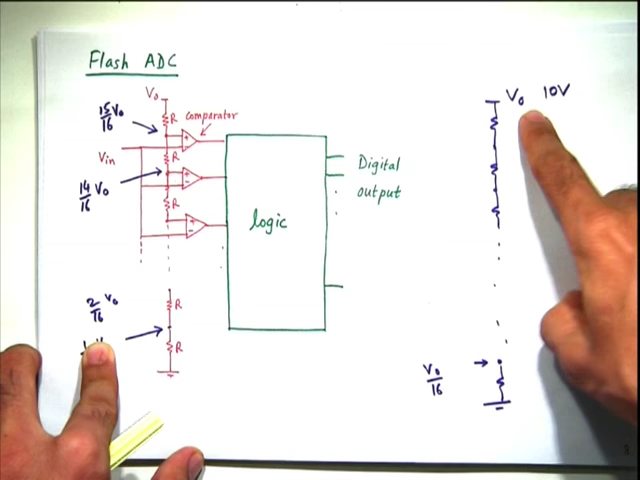 Flash ADC
V₀
15/16 V₀
R
comparator
+
-
Vin
R
14/16 V₀
+
-
R
+
-
logic
Digital
output
2/16 V₀
R
R
V₀ 10V
V₀/16